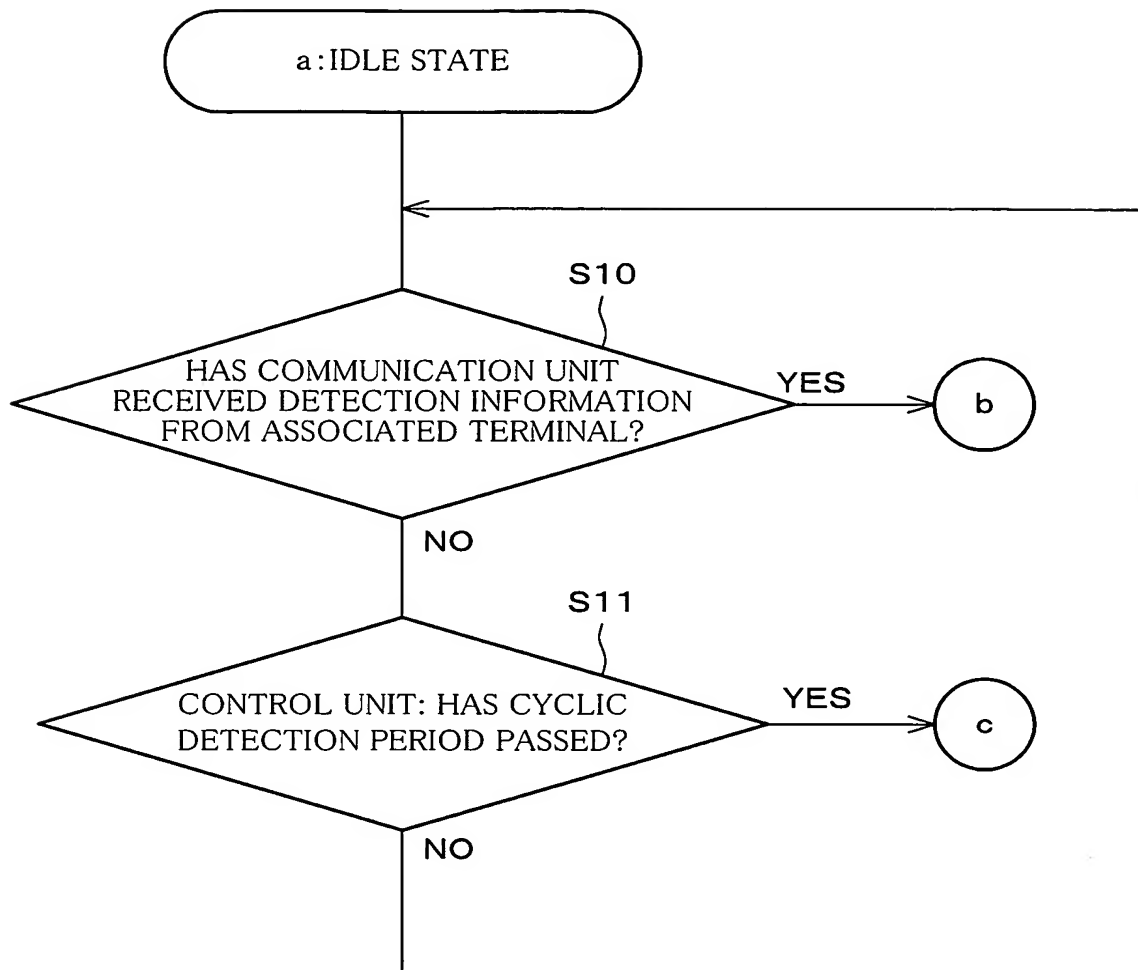 a:IDLE STATE
S10
HAS COMMUNICATION UNIT
RECEIVED DETECTION INFORMATION
FROM ASSOCIATED TERMINAL?
YES
b
NO
S11
CONTROL UNIT: HAS CYCLIC
DETECTION PERIOD PASSED?
YES
c
NO